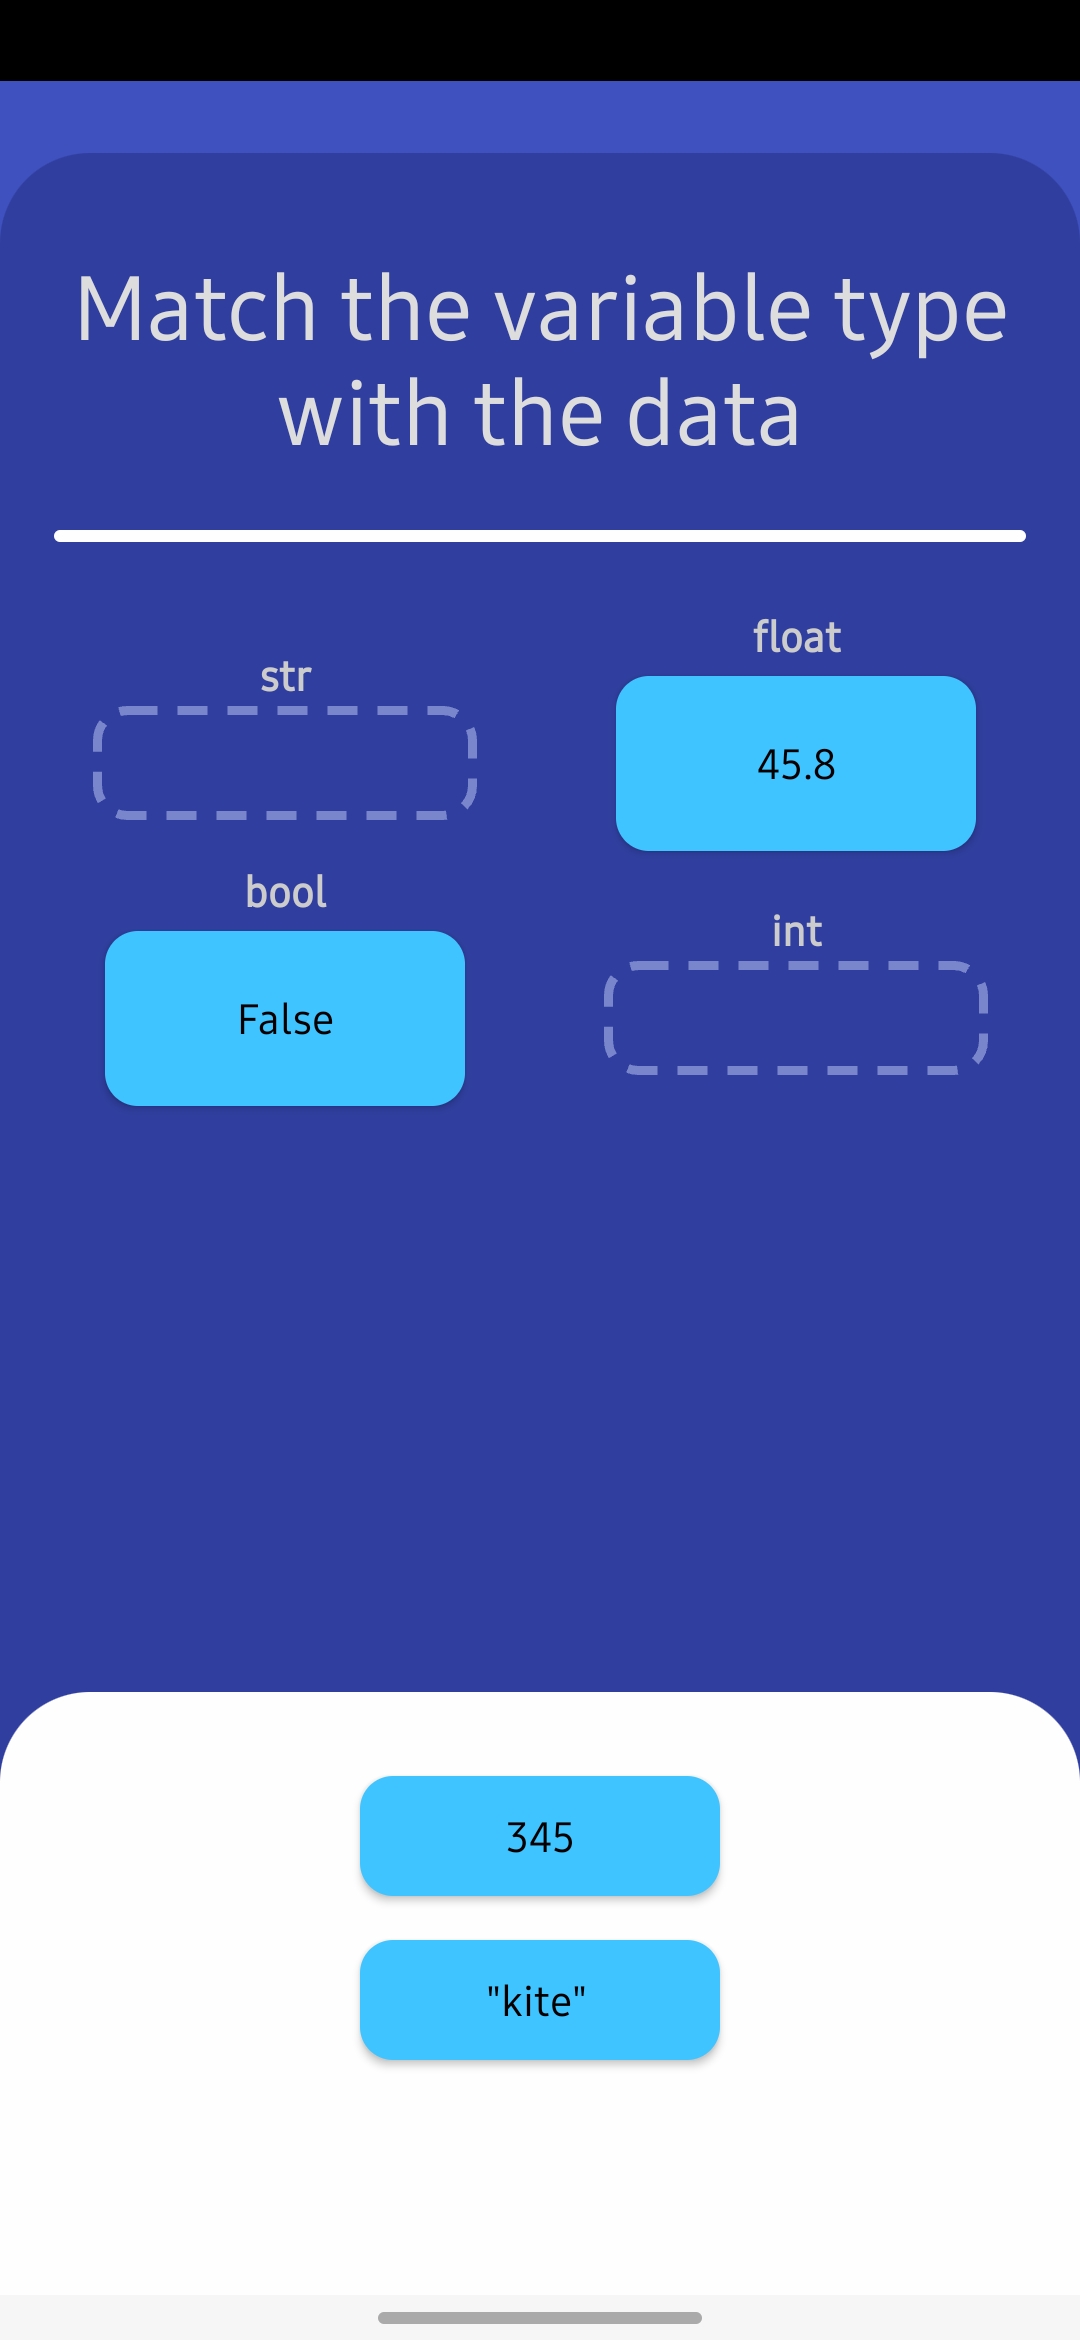 Match the variable type
with the data
str
float
45.8
bool
False
int
345
"kite"